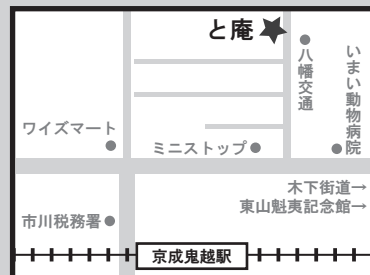 と庵
八幡交通
いまい動物病院
ワイズマート
ミニストップ
木下街道→
東山魁夷記念館→
市川税務署
京成鬼越駅